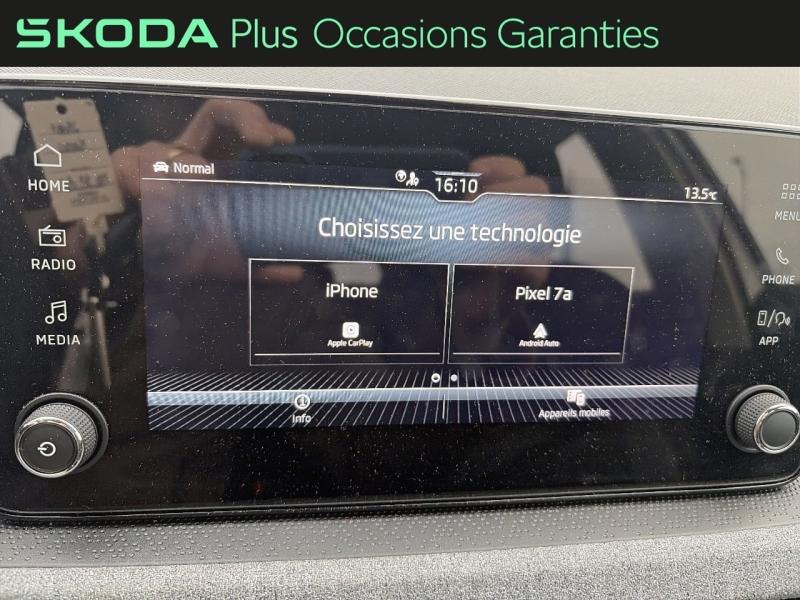 SKODA Plus Occasions Garanties
Normal
16:10
13.5°C
HOME
MENU
Choisissez une technologie
RADIO
PHONE
iPhone
Pixel 7a
MEDIA
APP
Apple CarPlay
Android Auto
Info
Appareils mobiles